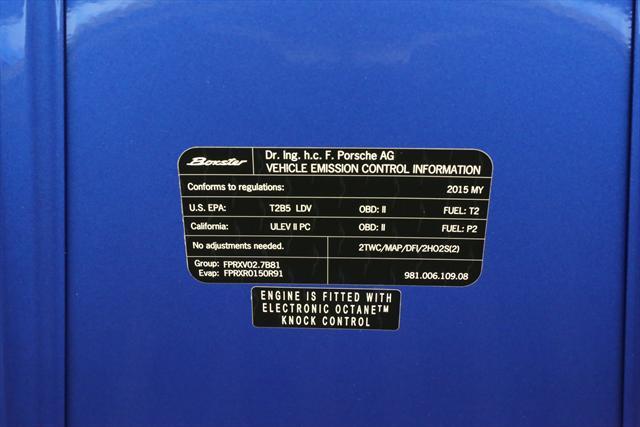 Boxster Dr. Ing. h.c. F. Porsche AG
VEHICLE EMISSION CONTROL INFORMATION
Conforms to regulations: 2015 MY
U.S. EPA: T2B5 LDV OBD: II FUEL: T2
California: ULEV II PC OBD: II FUEL: P2
No adjustments needed. 2TWC/MAP/DFI/2HO2S(2)
Group: FPRXV02.7B81
Evap: FPRXR0150R91 981.006.109.08
ENGINE IS FITTED WITH
ELECTRONIC OCTANE™
KNOCK CONTROL